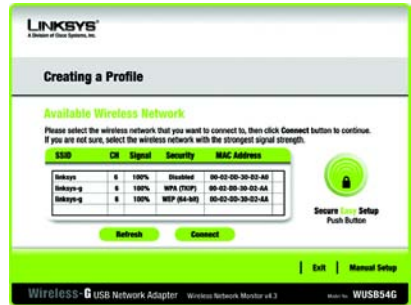 LINKSYS®
A Division of Cisco Systems, Inc.
Creating a Profile
Available Wireless Network
Please select the wireless network that you want to connect to, then click Connect button to continue.
If you are not sure, select the wireless network with the strongest signal strength.
SSID CH Signal Security MAC Address
linksys 6 100% Disabled 00-02-DD-30-D2-A0
linksys-g 6 100% WPA (TKIP) 00-02-DD-30-D2-AA
linksys-g 6 100% WEP (64-bit) 00-02-DD-30-D2-AA
Refresh Connect
Secure Easy Setup
Push Button
Exit Manual Setup
Wireless-G USB Network Adapter Wireless Network Monitor v4.3 Model No. WUSB54G